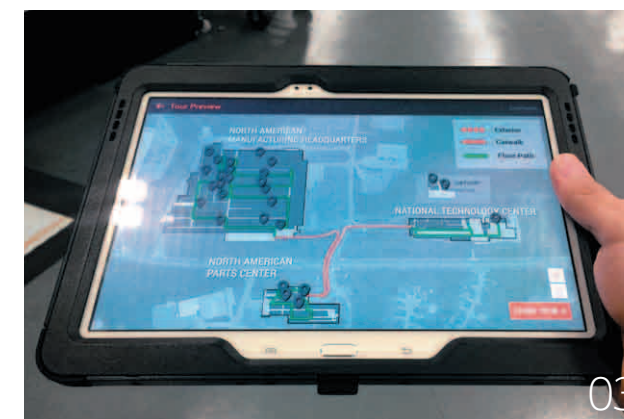 Tour Preview
NORTH AMERICAN
MANUFACTURING HEADQUARTERS
Exterior
Catwalk
Floor Path
NATIONAL TECHNOLOGY CENTER
NORTH AMERICAN
PARTS CENTER
03